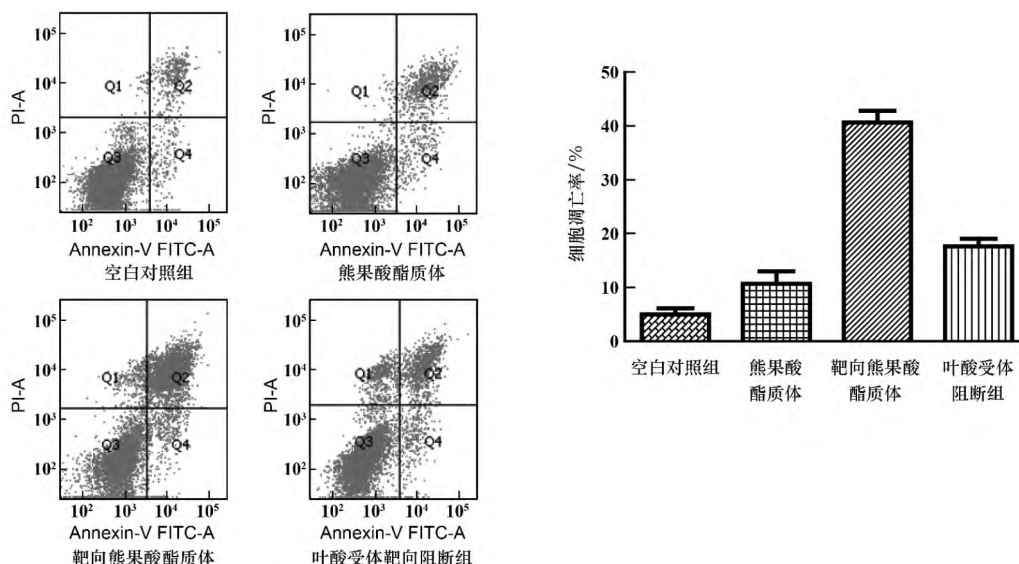 10⁵
10⁴
10³
10²
PI-A
Q1
Q2
Q3
Q4
10² 10³ 10⁴ 10⁵
Annexin-V FITC-A
空白对照组
10⁵
10⁴
10³
10²
PI-A
Q1
Q2
Q3
Q4
10² 10³ 10⁴ 10⁵
Annexin-V FITC-A
熊果酸酯质体
10⁵
10⁴
10³
10²
PI-A
Q1
Q2
Q3
Q4
10² 10³ 10⁴ 10⁵
Annexin-V FITC-A
靶向熊果酸酯质体
10⁵
10⁴
10³
10²
PI-A
Q1
Q2
Q3
Q4
10² 10³ 10⁴ 10⁵
Annexin-V FITC-A
叶酸受体靶向阻断组
细胞凋亡率/%
50
40
30
20
10
0
空白对照组
熊果酸
酯质体
靶向熊果酸
酯质体
叶酸受体
阻断组